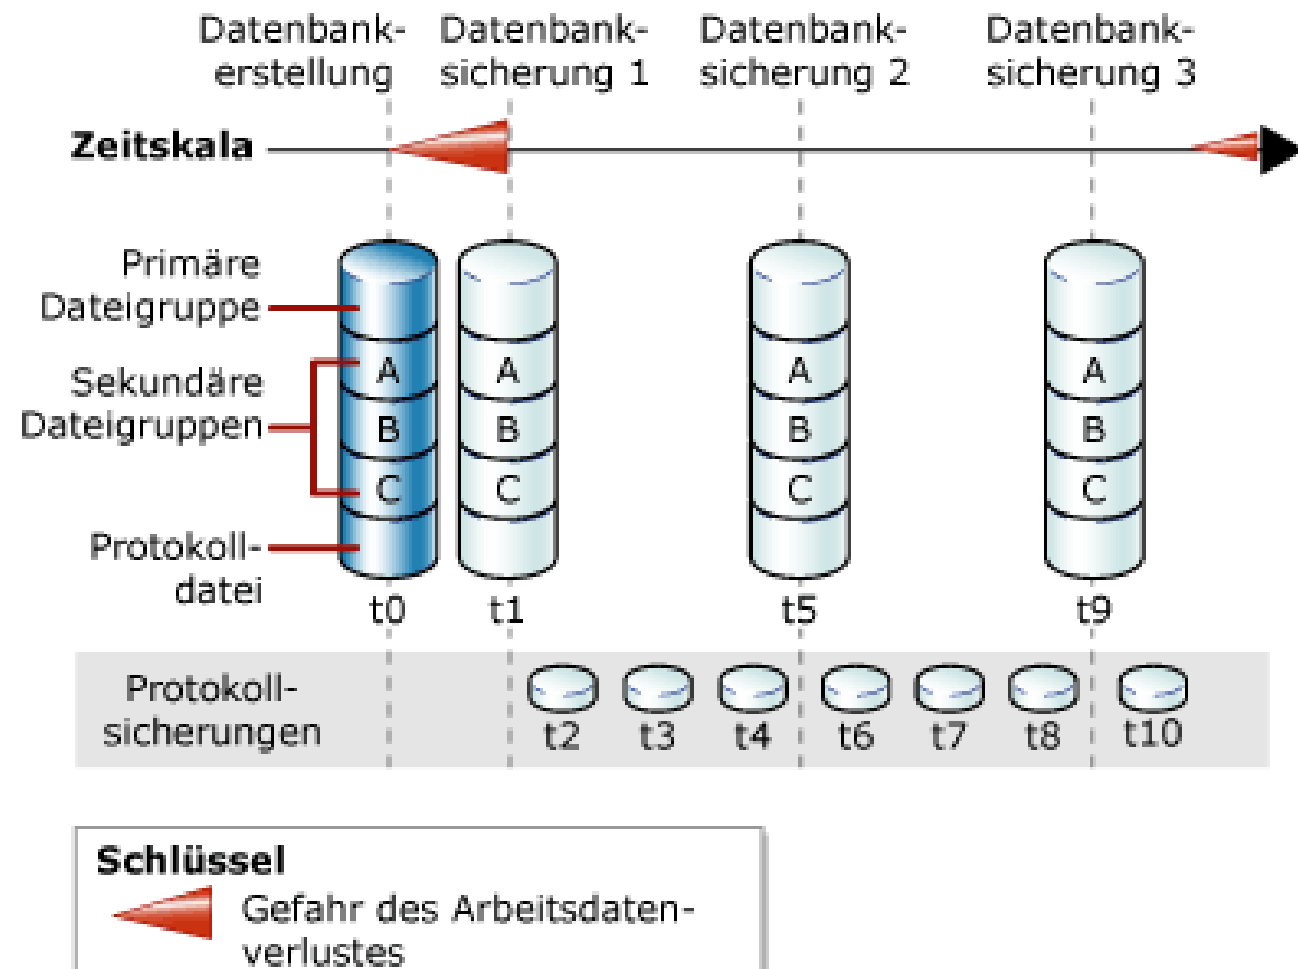 Datenbank-
erstellung
Datenbank-
sicherung 1
Datenbank-
sicherung 2
Datenbank-
sicherung 3
Zeitskala
Primäre
Dateigruppe
Sekundäre
Dateigruppen
Protokoll-
datei
A
B
C
t0
A
B
C
t1
A
B
C
t5
A
B
C
t9
Protokoll-
sicherungen
t2
t3
t4
t6
t7
t8
t10
Schlüssel
Gefahr des Arbeitsdaten-
verlustes